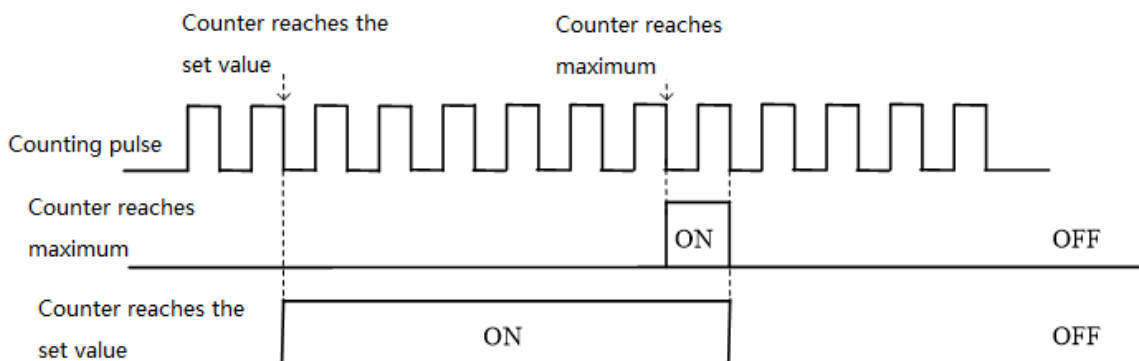 Counter reaches the
set value
Counter reaches
maximum
Counting pulse
Counter reaches
maximum
ON
OFF
Counter reaches the
set value
ON
OFF